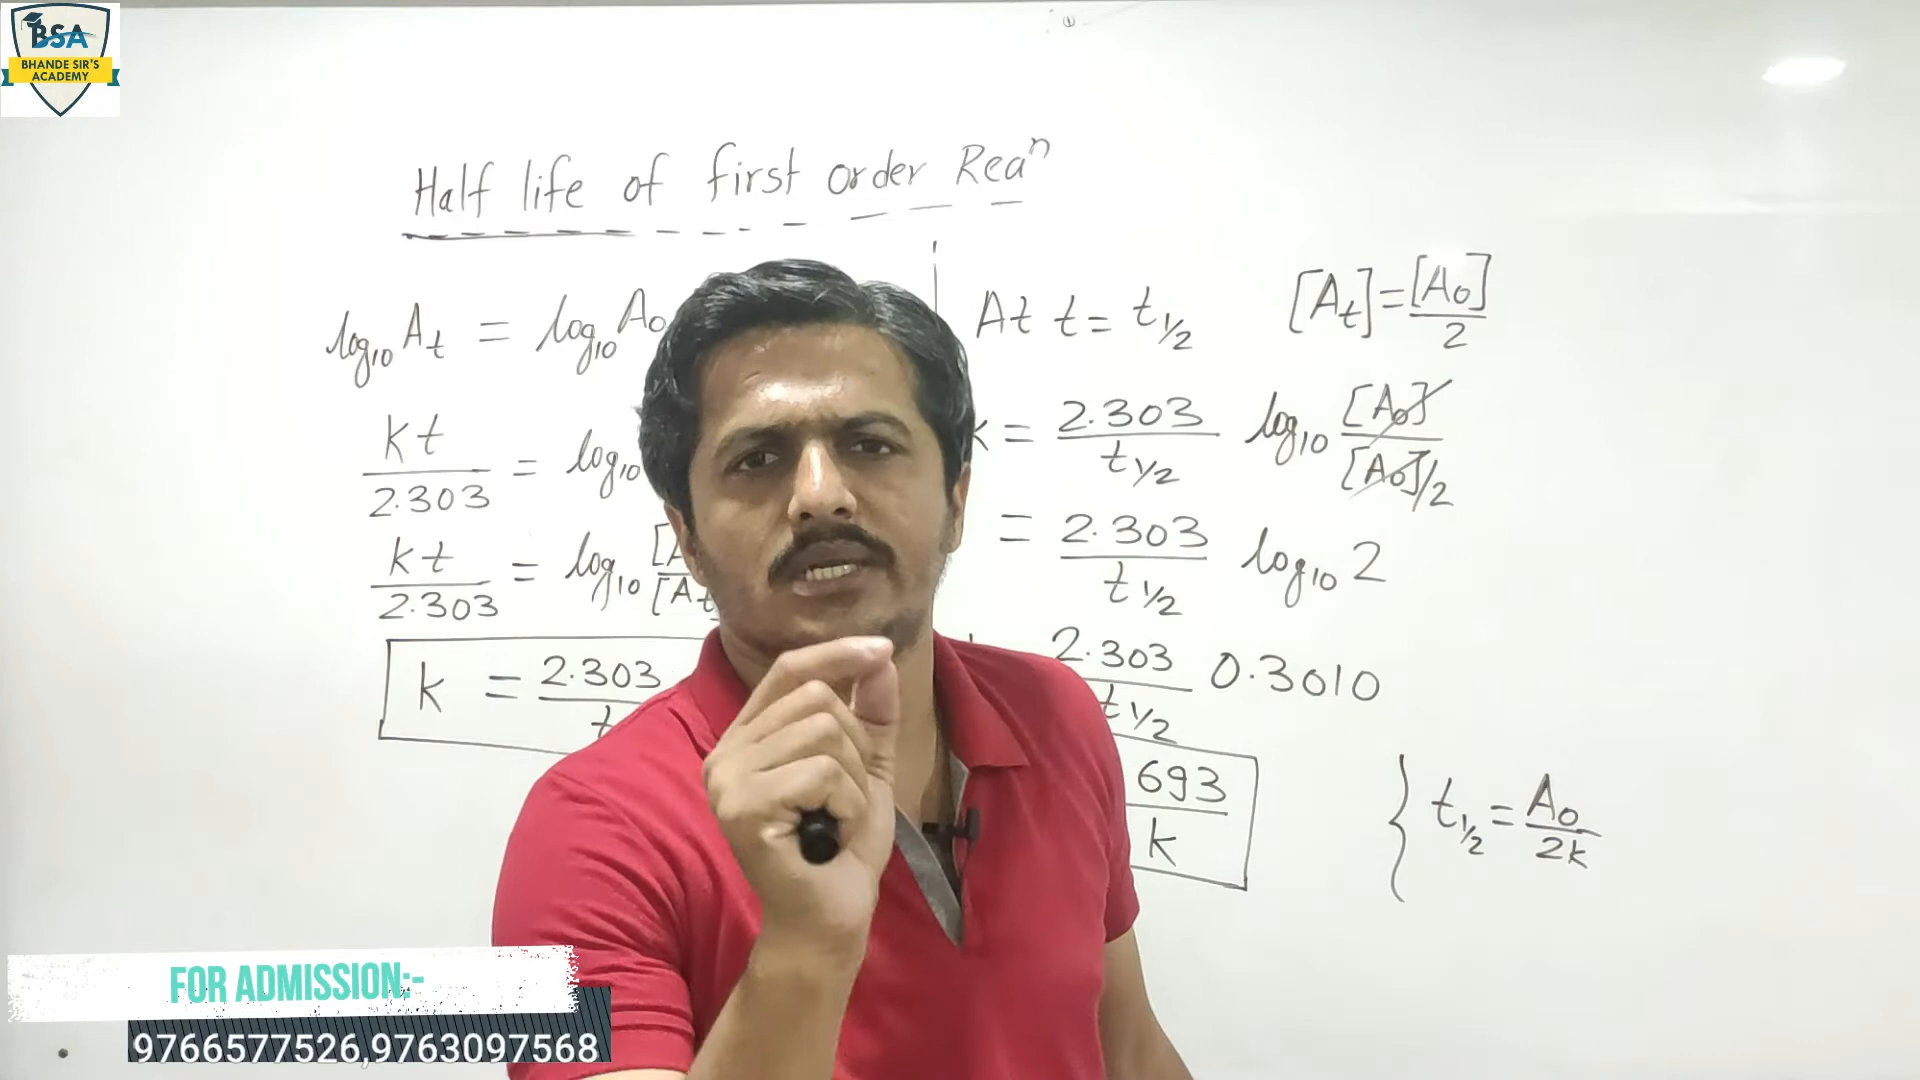 BSA
BHANDE SIR'S
ACADEMY
Half life of first order Reaⁿ
log₁₀ At = log₁₀ A₀
kt/2.303 = log₁₀
kt/2.303 = log₁₀ [A / [At
k = 2.303/t
At t = t1/2 [At] = [A₀]/2
k = 2.303/t1/2 log₁₀ [A₀]/[A₀]/2
= 2.303/t1/2 log₁₀ 2
2.303/t1/2 0.3010
693/k
{ t1/2 = A₀/2k
FOR ADMISSION:-
9766577526,9763097568